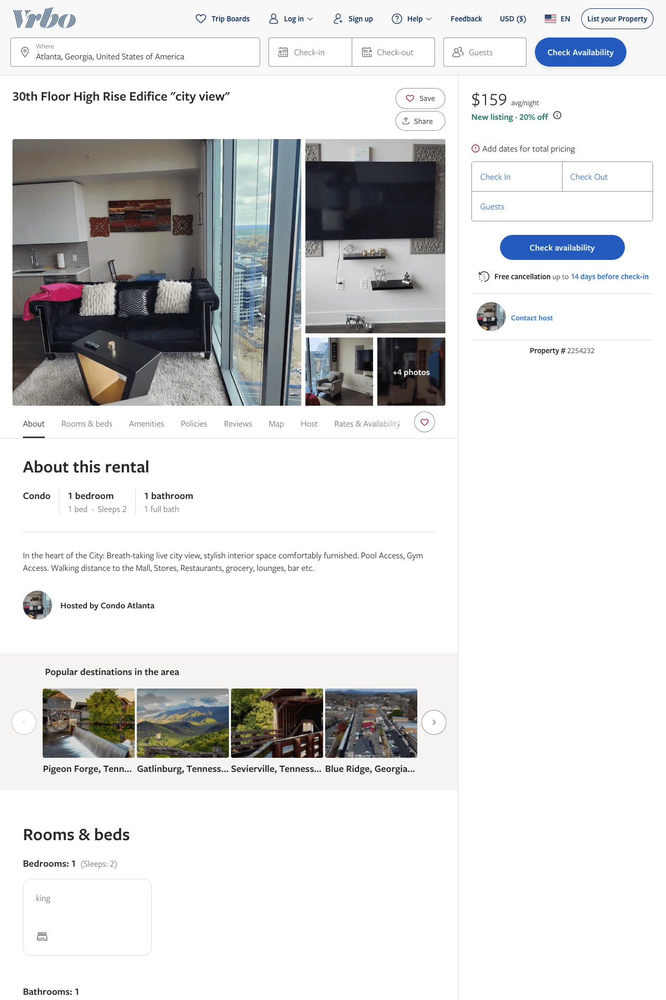 Vrbo
Trip Boards
Log in
Sign up
Help
Feedback
USD ($)
EN
List your Property
Where
Atlanta, Georgia, United States of America
Check-in
Check-out
Guests
Check Availability
30th Floor High Rise Edifice "city view"
Save
Share
+4 photos
$159 avg/night
New listing · 20% off
Add dates for total pricing
Check In
Check Out
Guests
Check availability
Free cancellation up to 14 days before check-in
Contact host
Property # 2254232
About
Rooms & beds
Amenities
Policies
Reviews
Map
Host
Rates & Availability
About this rental
Condo
1 bedroom
1 bathroom
1 bed · Sleeps 2
1 full bath
In the heart of the City: Breath-taking live city view, stylish interior space comfortably furnished. Pool Access, Gym
Access. Walking distance to the Mall, Stores, Restaurants, grocery, lounges, bar etc.
Hosted by Condo Atlanta
Popular destinations in the area
Pigeon Forge, Tenn...
Gatlinburg, Tenness...
Sevierville, Tenness...
Blue Ridge, Georgia...
Rooms & beds
Bedrooms: 1 (Sleeps: 2)
king
Bathrooms: 1